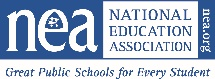 nea NATIONAL
EDUCATION
ASSOCIATION
nea.org
Great Public Schools for Every Student